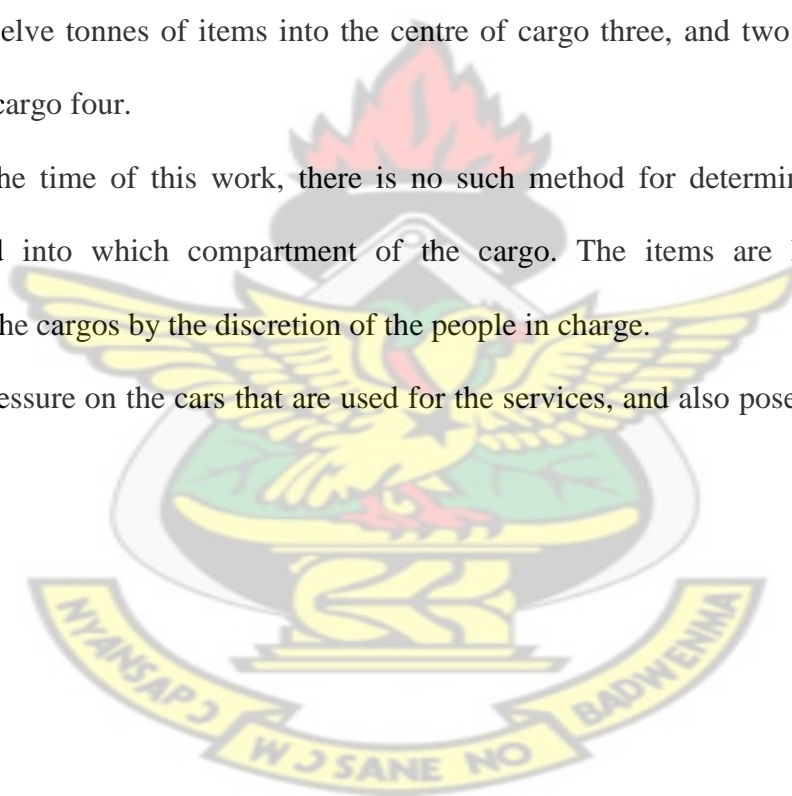 elve tonnes of items into the centre of cargo three, and two
cargo four.
he time of this work, there is no such method for determin
into which compartment of the cargo. The items are
he cargos by the discretion of the people in charge.
essure on the cars that are used for the services, and also pose
NYANSAPƆ
WƆSANE NO
BADWENMA